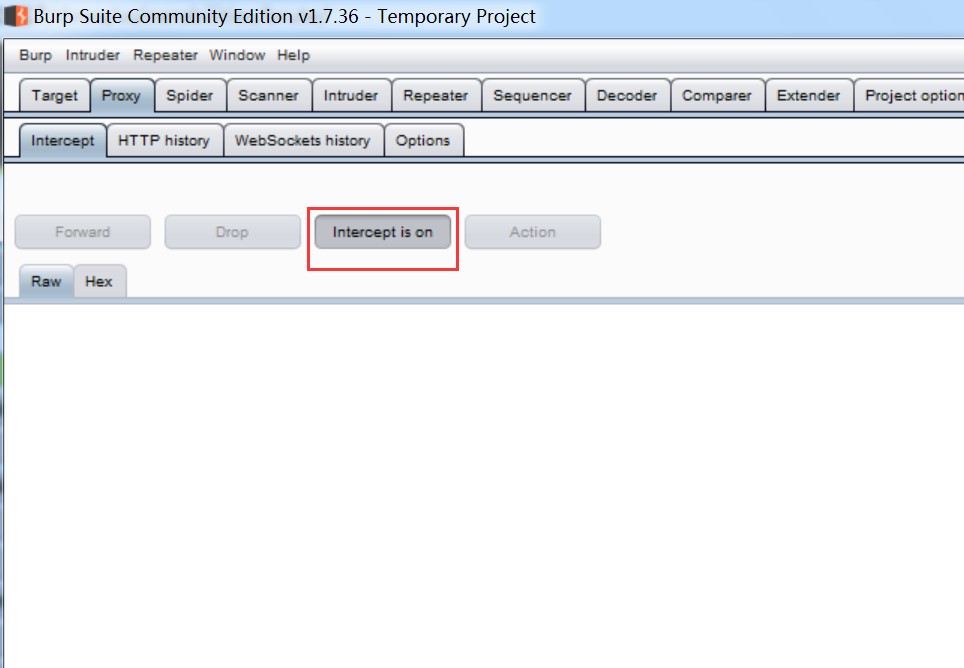 Burp Suite Community Edition v1.7.36 - Temporary Project
Burp Intruder Repeater Window Help
Target Proxy Spider Scanner Intruder Repeater Sequencer Decoder Comparer Extender Project option
Intercept HTTP history WebSockets history Options
Forward Drop Intercept is on Action
Raw Hex